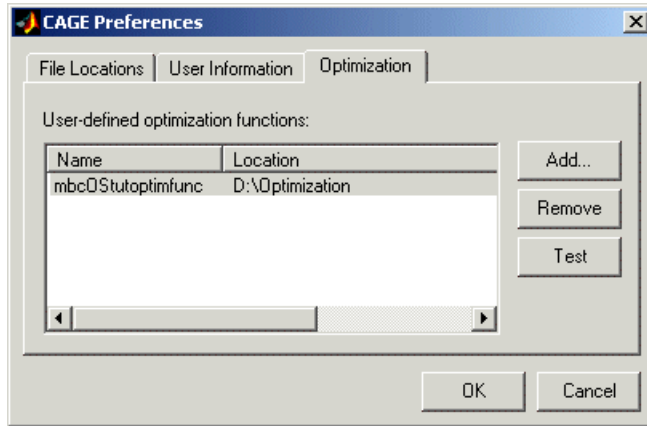 CAGE Preferences
File Locations User Information Optimization
User-defined optimization functions:
Name Location
mbcOStutoptimfunc D:\Optimization
Add...
Remove
Test
OK Cancel